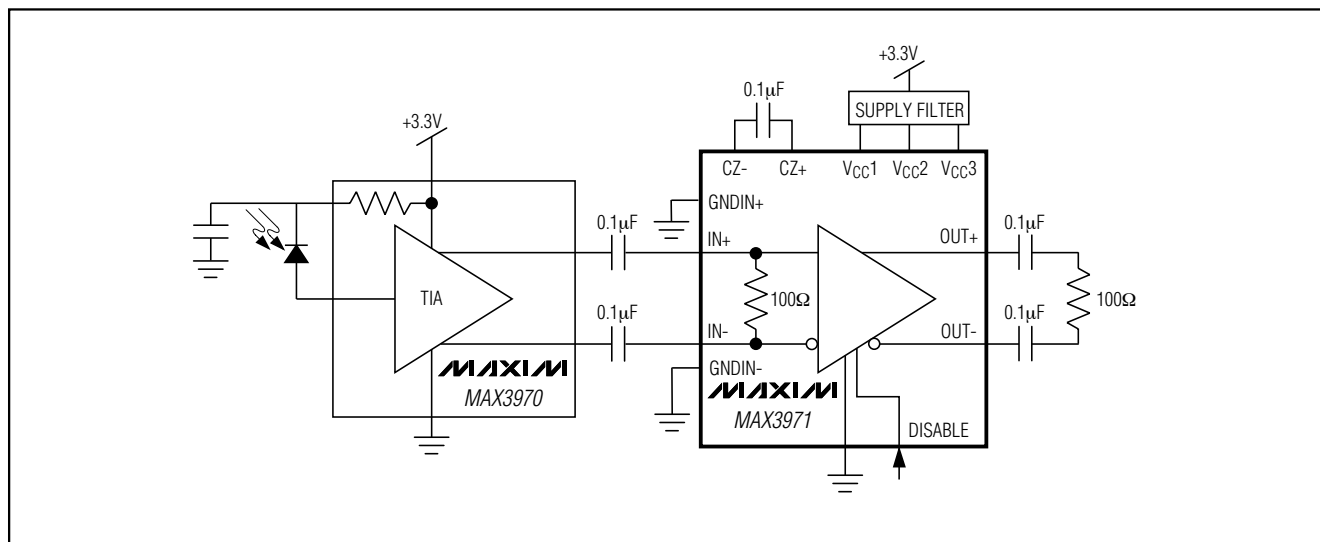 +3.3V
0.1µF
SUPPLY FILTER
+3.3V
CZ- CZ+ VCC1 VCC2 VCC3
GNDIN+
0.1µF
IN+
OUT+
0.1µF
TIA
100Ω
100Ω
0.1µF
IN-
OUT-
0.1µF
GNDIN-
MAXIM
MAX3970
MAXIM
MAX3971
DISABLE